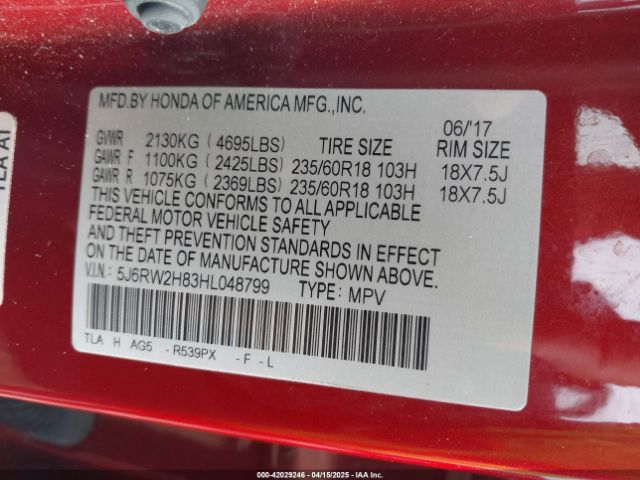 MFD.BY HONDA OF AMERICA MFG.,INC.
06/'17
GVWR 2130KG (4695LBS) TIRE SIZE RIM SIZE
GAWR F 1100KG (2425LBS) 235/60R18 103H 18X7.5J
GAWR R 1075KG (2369LBS) 235/60R18 103H 18X7.5J
THIS VEHICLE CONFORMS TO ALL APPLICABLE
FEDERAL MOTOR VEHICLE SAFETY
AND THEFT PREVENTION STANDARDS IN EFFECT
ON THE DATE OF MANUFACTURE SHOWN ABOVE.
V.I.N.: 5J6RW2H83HL048799 TYPE: MPV
TLA H AG5 - R539PX - F - L
TLA A1
000-42029246 - 04/15/2025 - IAA Inc.